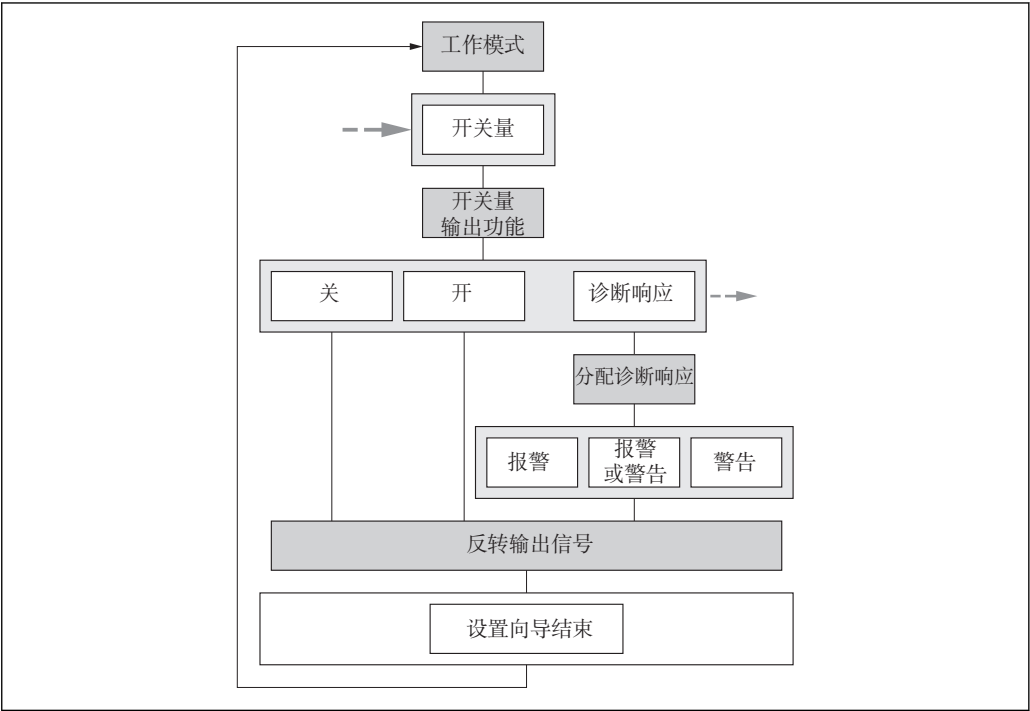 工作模式
开关量
开关量
输出功能
关
开
诊断响应
分配诊断响应
报警
报警
或警告
警告
反转输出信号
设置向导结束